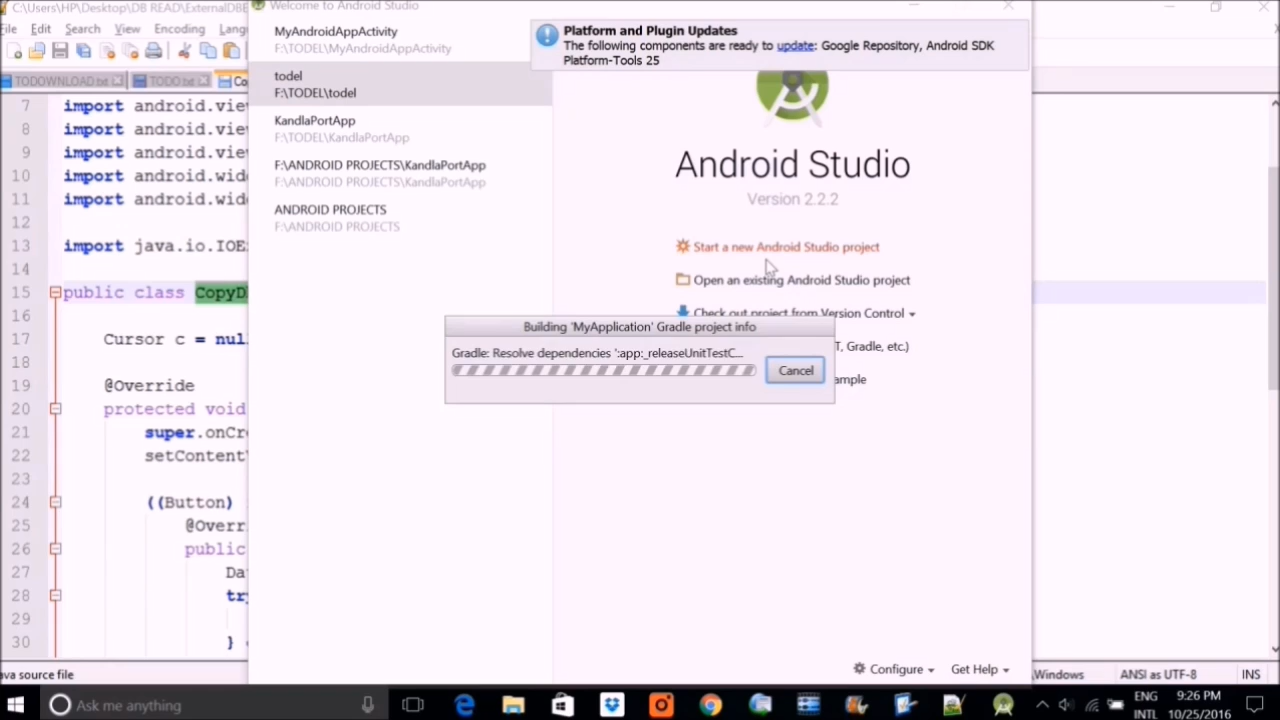 C:\Users\HP\Desktop\DB READ\ExternalDBE
Welcome to Android Studio
File Edit Search View Encoding Lang
TODOWNLOAD.txt TODO.txt Co
7 import android.vie
8 import android.vie
9 import android.vie
10 import android.wid
11 import android.wid
12
13 import java.io.IOE
14
15 public class CopyD
16
17 Cursor c = nul
18
19 @Override
20 protected void
21 super.onCr
22 setContent
23
24 ((Button)
25 @Overr
26 public
27 Da
28 try
29
30 }
MyAndroidAppActivity
F:\TODEL\MyAndroidAppActivity
todel
F:\TODEL\todel
KandlaPortApp
F:\TODEL\KandlaPortApp
F:\ANDROID PROJECTS\KandlaPortApp
F:\ANDROID PROJECTS\KandlaPortApp
ANDROID PROJECTS
F:\ANDROID PROJECTS
Platform and Plugin Updates
The following components are ready to update: Google Repository, Android SDK
Platform-Tools 25
Android Studio
Version 2.2.2
Start a new Android Studio project
Open an existing Android Studio project
Check out project from Version Control
T, Gradle, etc.)
ample
Building 'MyApplication' Gradle project info
Gradle: Resolve dependencies ':app:_releaseUnitTestC...
Cancel
Configure Get Help
ava source file Windows ANSI as UTF-8 INS
Ask me anything
ENG
INTL
9:26 PM
10/25/2016